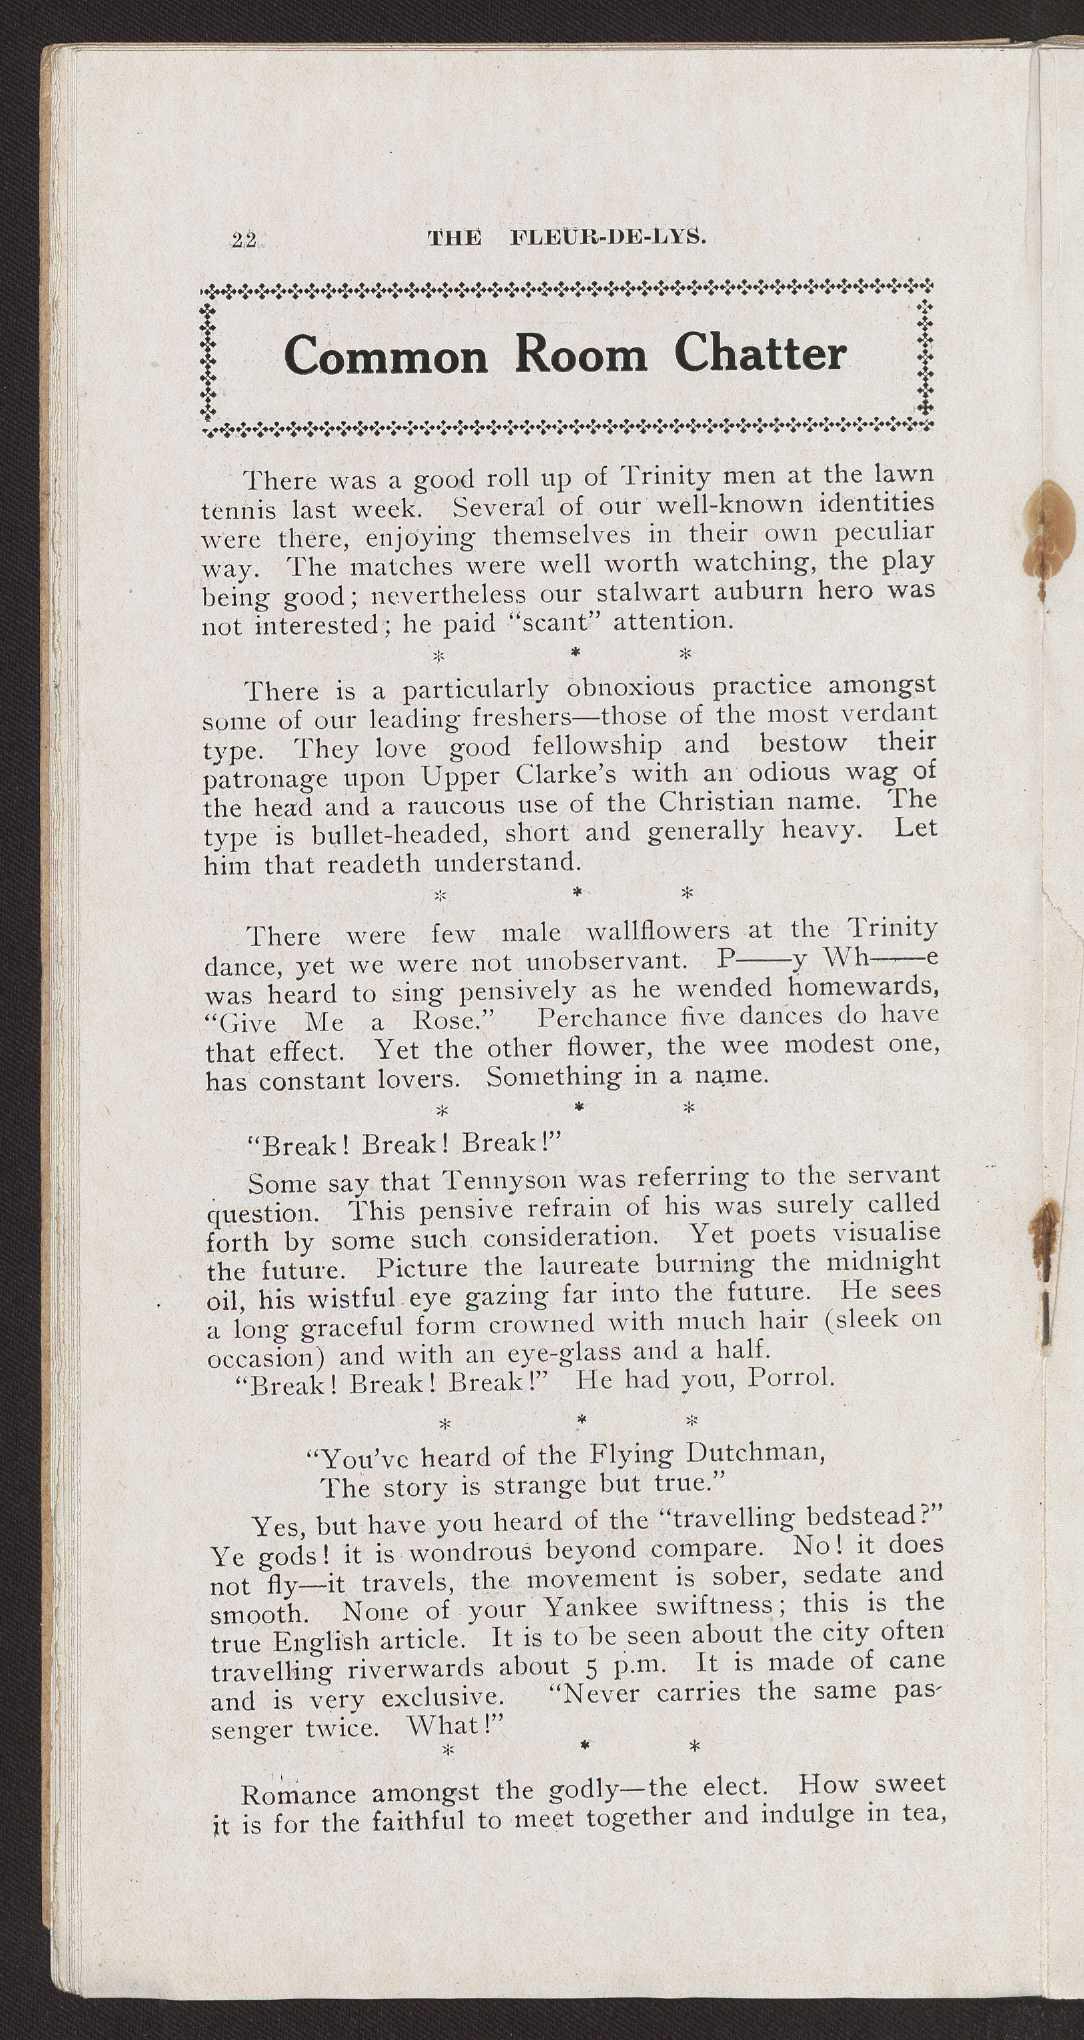 22
THE FLEUR-DE-LYS.
Common Room Chatter
There was a good roll up of Trinity men at the lawn
tennis last week. Several of our well-known identities
were there, enjoying themselves in their own peculiar
way. The matches were well worth watching, the play
being good; nevertheless our stalwart auburn hero was
not interested; he paid "scant" attention.
* * *
There is a particularly obnoxious practice amongst
some of our leading freshers—those of the most verdant
type. They love good fellowship and bestow their
patronage upon Upper Clarke's with an odious wag of
the head and a raucous use of the Christian name. The
type is bullet-headed, short and generally heavy. Let
him that readeth understand.
* * *
There were few male wallflowers at the Trinity
dance, yet we were not unobservant. P——y Wh——e
was heard to sing pensively as he wended homewards,
"Give Me a Rose." Perchance five dances do have
that effect. Yet the other flower, the wee modest one,
has constant lovers. Something in a name.
* * *
"Break! Break! Break!"
Some say that Tennyson was referring to the servant
question. This pensive refrain of his was surely called
forth by some such consideration. Yet poets visualise
the future. Picture the laureate burning the midnight
oil, his wistful eye gazing far into the future. He sees
a long graceful form crowned with much hair (sleek on
occasion) and with an eye-glass and a half.
"Break! Break! Break!" He had you, Porrol.
* * *
"You've heard of the Flying Dutchman,
The story is strange but true."
Yes, but have you heard of the "travelling bedstead?"
Ye gods! it is wondrous beyond compare. No! it does
not fly—it travels, the movement is sober, sedate and
smooth. None of your Yankee swiftness; this is the
true English article. It is to be seen about the city often
travelling riverwards about 5 p.m. It is made of cane
and is very exclusive. "Never carries the same pas-
senger twice. What!"
* * *
Romance amongst the godly—the elect. How sweet
it is for the faithful to meet together and indulge in tea,